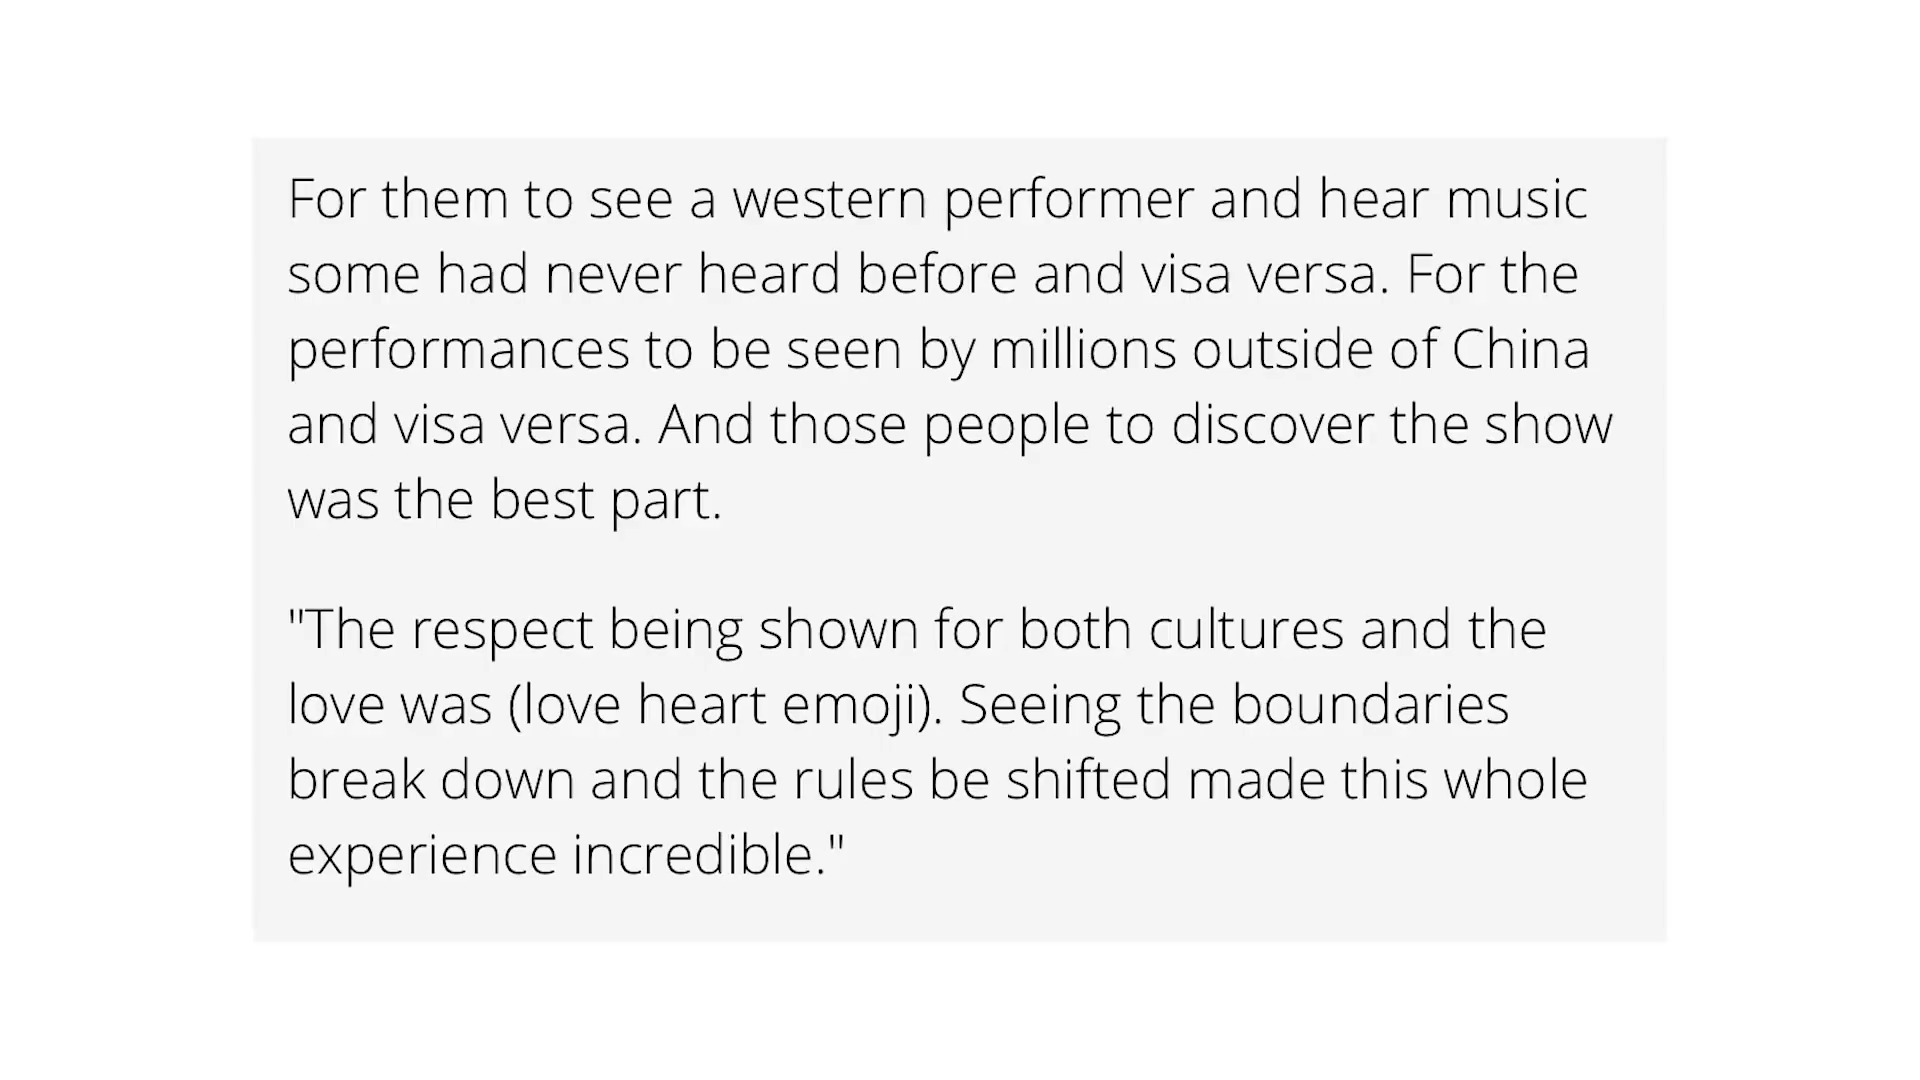 For them to see a western performer and hear music
some had never heard before and visa versa. For the
performances to be seen by millions outside of China
and visa versa. And those people to discover the show
was the best part.
"The respect being shown for both cultures and the
love was (love heart emoji). Seeing the boundaries
break down and the rules be shifted made this whole
experience incredible."